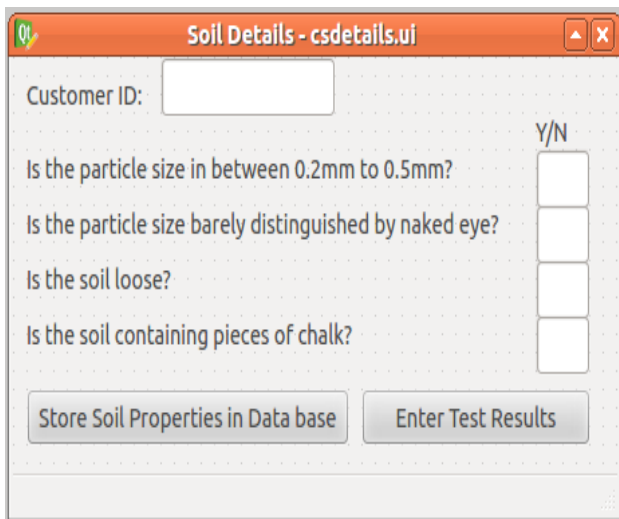 Soil Details - csdetails.ui
Customer ID:
Y/N
Is the particle size in between 0.2mm to 0.5mm?
Is the particle size barely distinguished by naked eye?
Is the soil loose?
Is the soil containing pieces of chalk?
Store Soil Properties in Data base
Enter Test Results